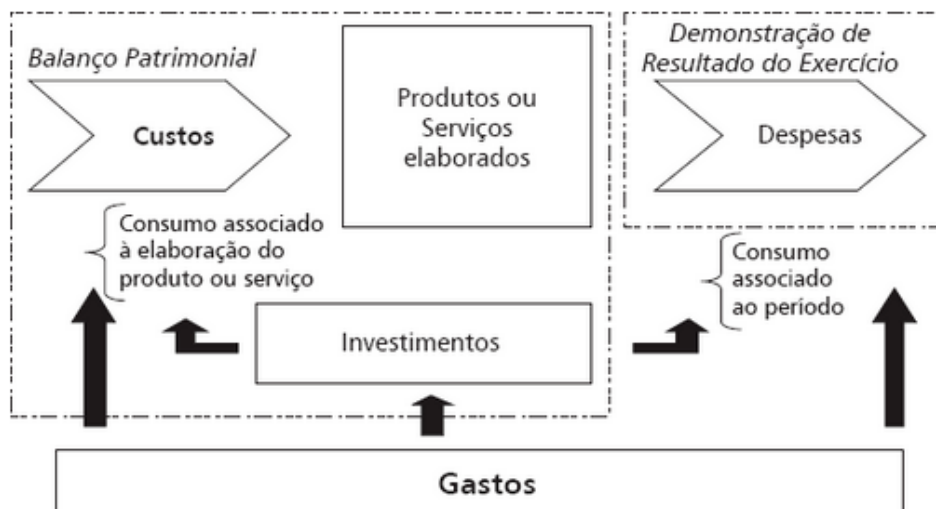 Balanço Patrimonial
Custos
Consumo associado
à elaboração do
produto ou serviço
Produtos ou
Serviços
elaborados
Investimentos
Demonstração de
Resultado do Exercício
Despesas
Consumo
associado
ao período
Gastos